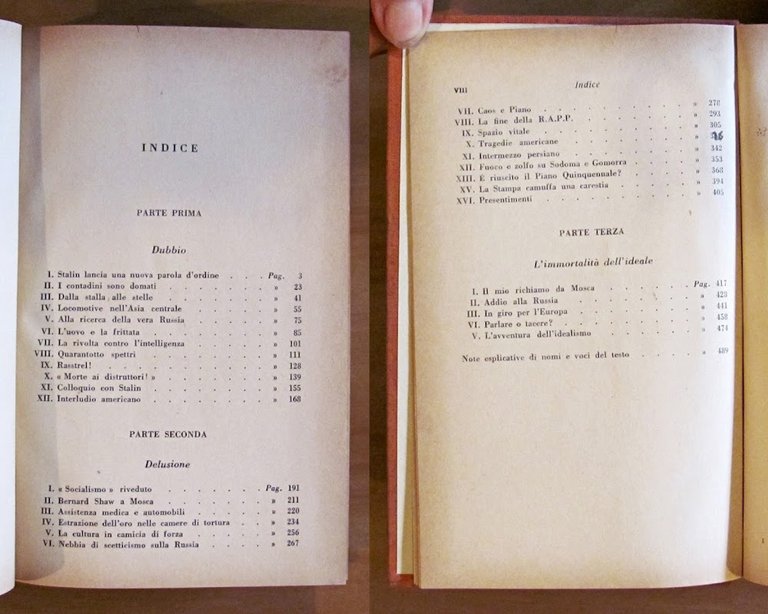 INDICE
PARTE PRIMA
Dubbio
I. Stalin lancia una nuova parola d'ordine . . . Pag. 3
II. I contadini sono domati . . . . . . . » 23
III. Dalla stalla alle stelle . . . . . . . » 41
IV. Locomotive nell'Asia centrale . . . . . . » 55
V. Alla ricerca della vera Russia . . . . . . » 75
VI. L'uovo e la frittata . . . . . . . . » 85
VII. La rivolta contro l'intelligenza . . . . . » 101
VIII. Quarantotto spettri . . . . . . . . » 111
IX. Rasstrel! . . . . . . . . . . » 128
X. « Morte ai distruttori! » . . . . . . . » 139
XI. Colloquio con Stalin . . . . . . . . » 155
XII. Interludio americano . . . . . . . . » 168
PARTE SECONDA
Delusione
I. « Socialismo » riveduto . . . . . . . Pag. 191
II. Bernard Shaw a Mosca . . . . . . . » 211
III. Assistenza medica e automobili . . . . . » 220
IV. Estrazione dell'oro nelle camere di tortura . . . » 234
V. La cultura in camicia di forza . . . . . . » 256
VI. Nebbia di scetticismo sulla Russia . . . . . » 267
VIII Indice
VII. Caos e Piano . . . . . . . . . » 278
VIII. La fine della R.A.P.P. . . . . . . . » 293
IX. Spazio vitale . . . . . . . . . » 305
X. Tragedie americane . . . . . . . .
XI. Intermezzo persiano . . . . . . . . » 342
XII. Fuoco e zolfo su Sodoma e Gomorra . . . . » 353
XIII. È riuscito il Piano Quinquennale? . . . . . » 368
XV. La Stampa camuffa una carestia . . . . . » 394
XVI. Presentimenti . . . . . . . . . » 405
PARTE TERZA
L'immortalità dell'ideale
I. Il mio richiamo da Mosca . . . . . . Pag. 417
II. Addio alla Russia . . . . . . . . » 423
III. In giro per l'Europa . . . . . . . » 441
VI. Parlare o tacere? . . . . . . . . » 458
V. L'avventura dell'idealismo . . . . . . » 474
Note esplicative di nomi e voci del testo . . . . » 489